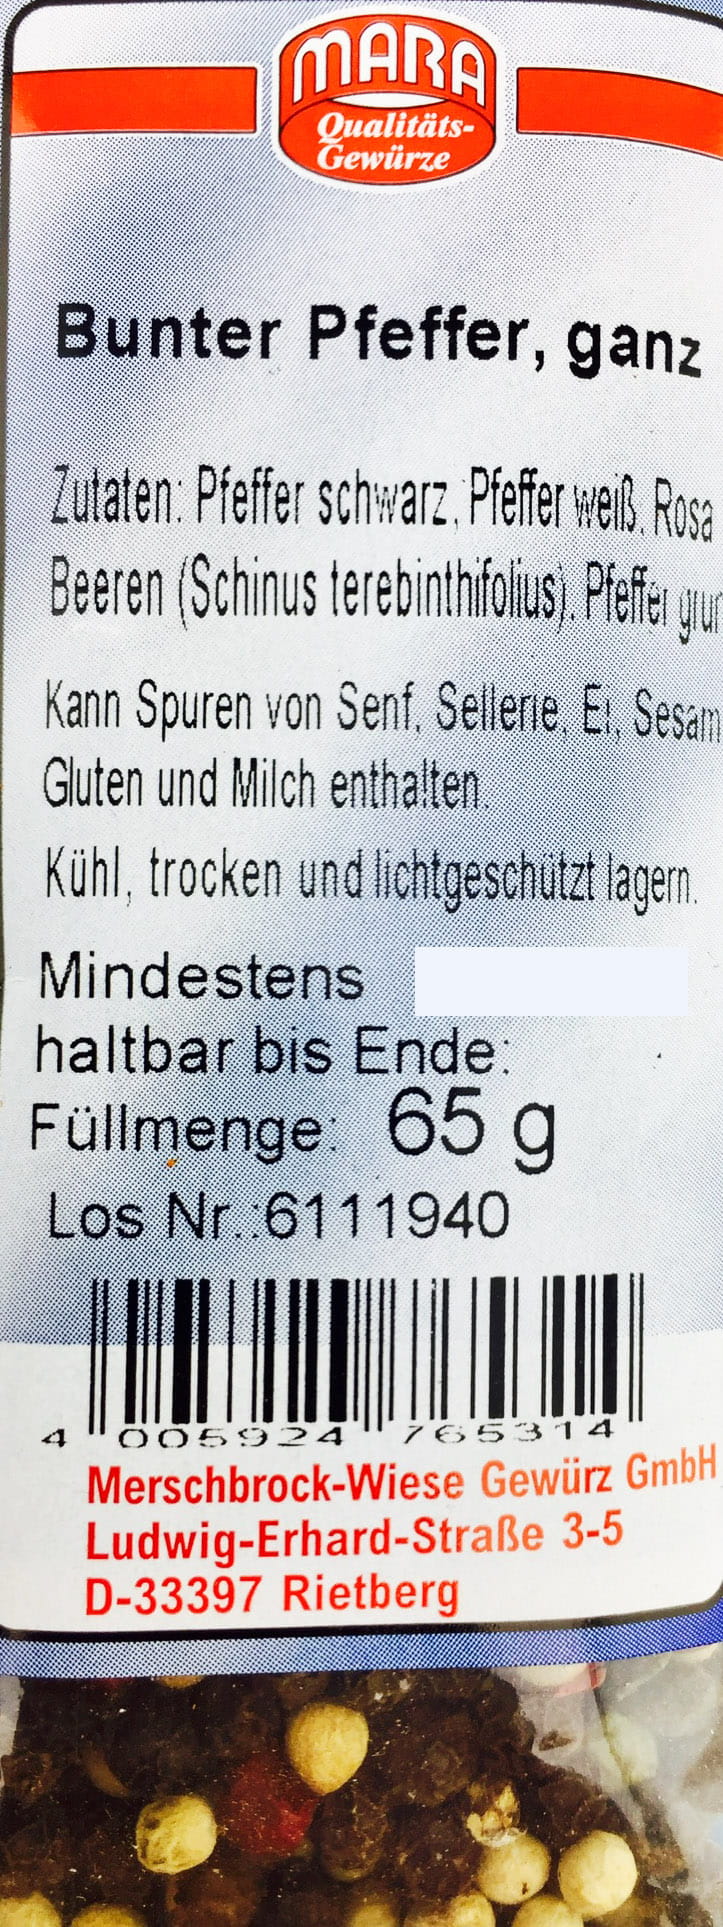 MARA
Qualitäts-
Gewürze
Bunter Pfeffer, ganz
Zutaten: Pfeffer schwarz, Pfeffer weiß, Rosa
Beeren (Schinus terebinthifolius), Pfeffer
Kann Spuren von Senf, Sellerie, Ei, Sesam
Gluten und Milch enthalten.
Kühl, trocken und lichtgeschützt lagern.
Mindestens
haltbar bis Ende:
Füllmenge: 65 g
Los Nr.:6111940
4 005924 765314
Merschbrock-Wiese Gewürz GmbH
Ludwig-Erhard-Straße 3-5
D-33397 Rietberg